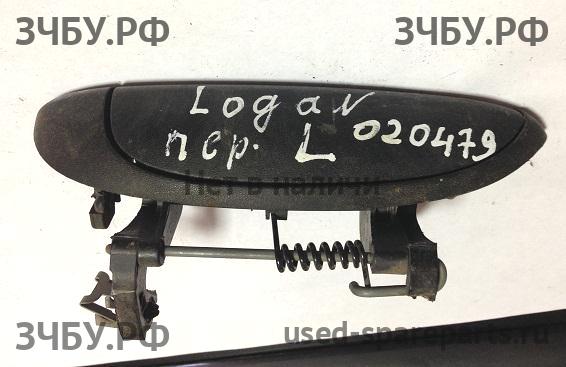 ЗЧБУ.РФ ЗЧБУ.РФ
Logan
пер. L 020479
Нет в наличии
ЗЧБУ.РФ used-spareparts.ru